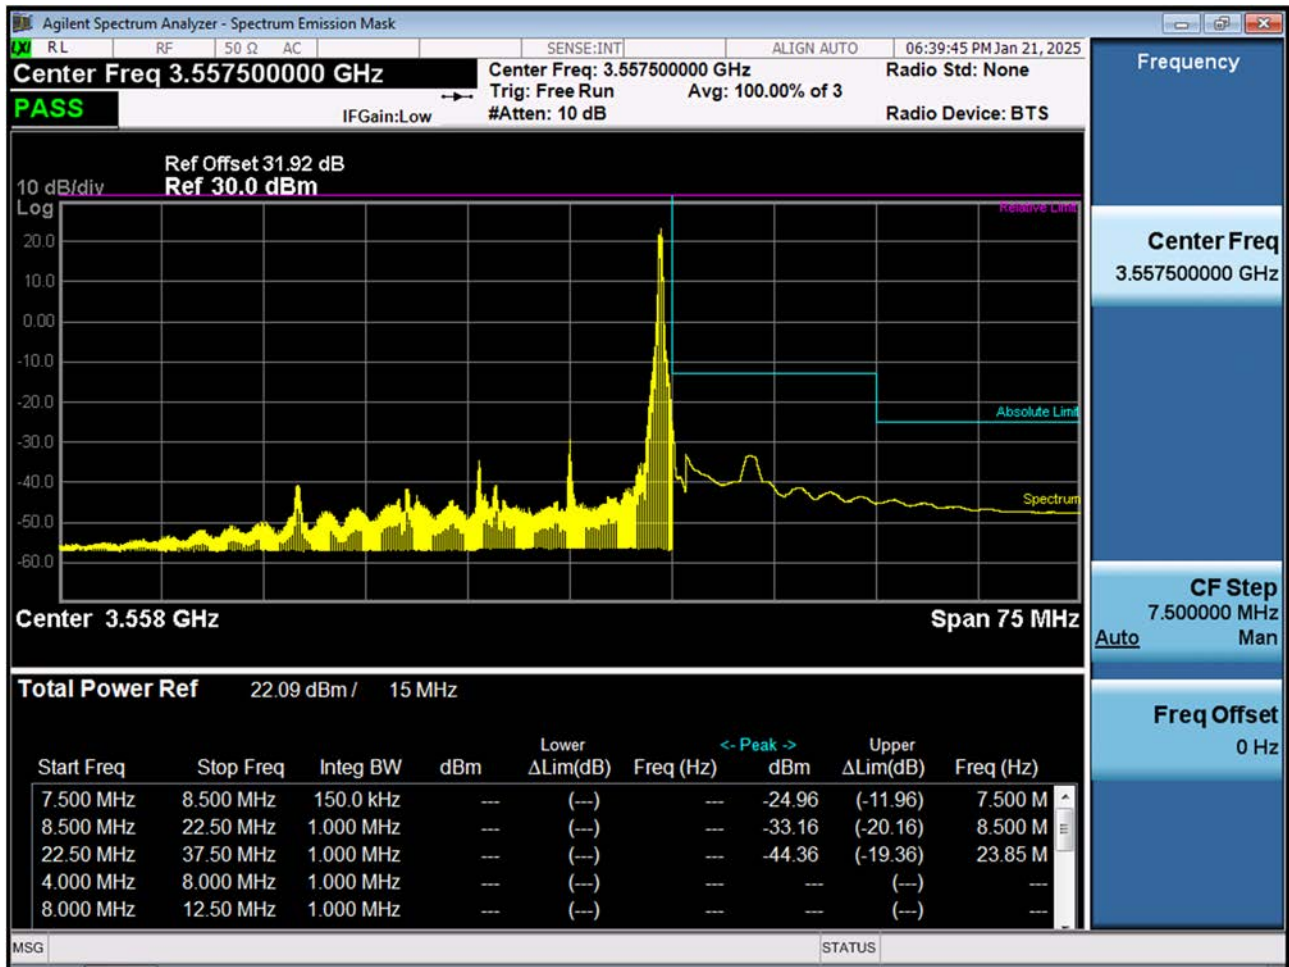 Agilent Spectrum Analyzer - Spectrum Emission Mask
LXI RL RF 50 Ω AC SENSE:INT ALIGN AUTO 06:39:45 PM Jan 21, 2025
Center Freq 3.557500000 GHz
Center Freq: 3.557500000 GHz
Radio Std: None
Trig: Free Run Avg: 100.00% of 3
PASS
IFGain:Low
#Atten: 10 dB
Radio Device: BTS
Ref Offset 31.92 dB
10 dB/div Ref 30.0 dBm
Log
Relative Limit
20.0
10.0
0.00
-10.0
-20.0
Absolute Limit
-30.0
-40.0
Spectrum
-50.0
-60.0
Center 3.558 GHz Span 75 MHz
Total Power Ref 22.09 dBm / 15 MHz
Lower <- Peak -> Upper
Start Freq Stop Freq Integ BW dBm ΔLim(dB) Freq (Hz) dBm ΔLim(dB) Freq (Hz)
7.500 MHz 8.500 MHz 150.0 kHz --- (---) --- -24.96 (-11.96) 7.500 M
8.500 MHz 22.50 MHz 1.000 MHz --- (---) --- -33.16 (-20.16) 8.500 M
22.50 MHz 37.50 MHz 1.000 MHz --- (---) --- -44.36 (-19.36) 23.85 M
4.000 MHz 8.000 MHz 1.000 MHz --- (---) --- --- (---) ---
8.000 MHz 12.50 MHz 1.000 MHz --- (---) --- --- (---) ---
MSG STATUS
Frequency
Center Freq
3.557500000 GHz
CF Step
7.500000 MHz
Auto Man
Freq Offset
0 Hz